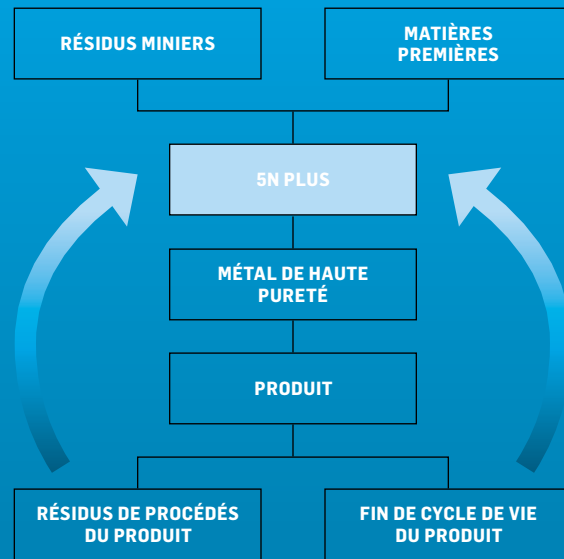 RÉSIDUS MINIERS
MATIÈRES
PREMIÈRES
5N PLUS
MÉTAL DE HAUTE
PURETÉ
PRODUIT
RÉSIDUS DE PROCÉDÉS
DU PRODUIT
FIN DE CYCLE DE VIE
DU PRODUIT